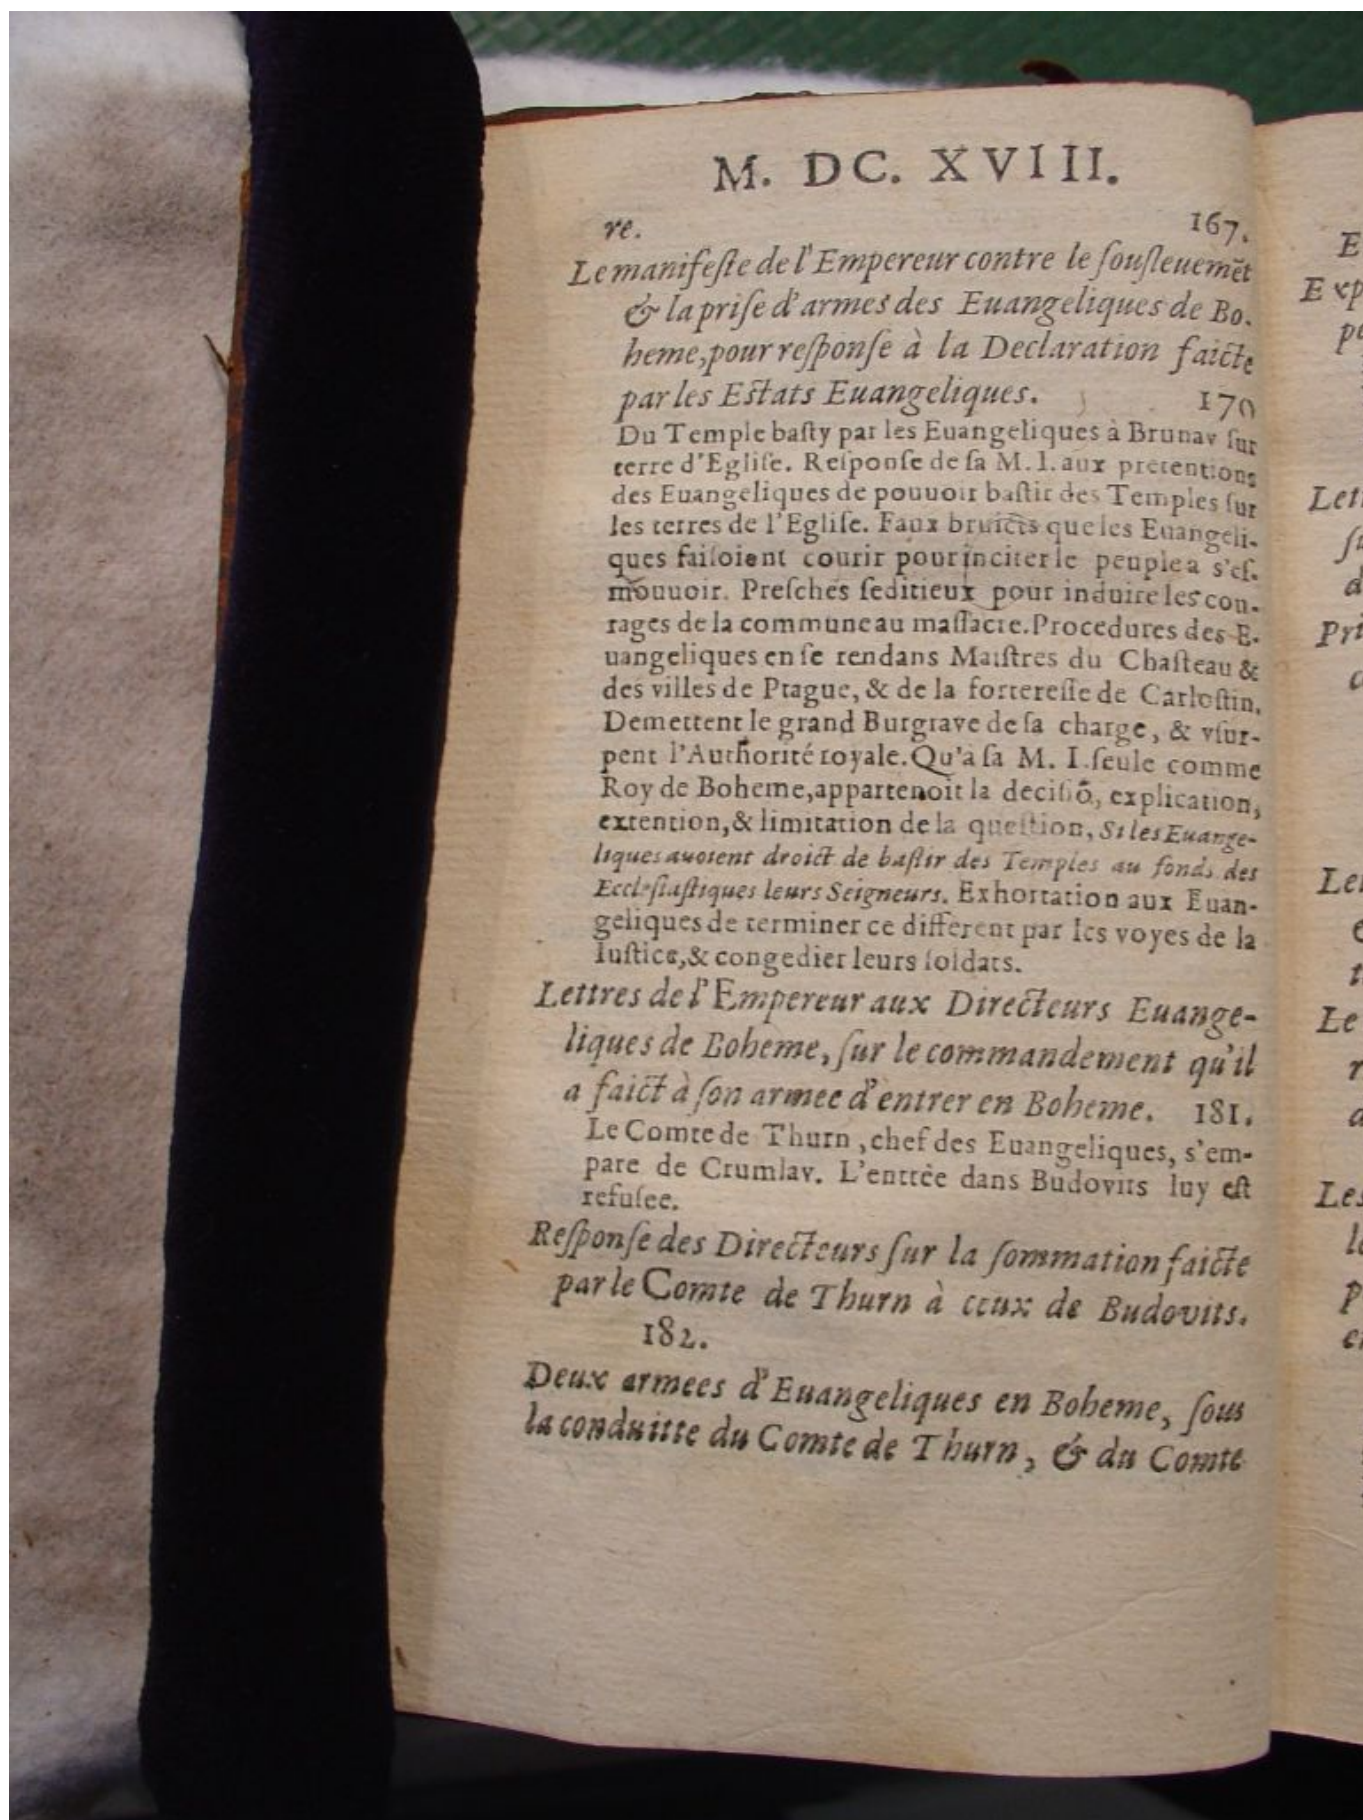 M. DC. XVIII.
re. 167.
Le manifeſte de l'Empereur contre le ſouſleuemēt
& la priſe d'armes des Euangeliques de Bo-
heme, pour reſponſe à la Declaration faicte
par les Eſtats Euangeliques. 170
Du Temple baſty par les Euangeliques à Brunav ſur
terre d'Egliſe. Reſponſe de ſa M. I. aux pretentions
des Euangeliques de pouuoir baſtir des Temples ſur
les terres de l'Egliſe. Faux bruicts que les Euangeli-
ques faiſoient courir pour inciter le peuple a s'eſ-
mouuoir. Preſches ſeditieux pour induire les cou-
rages de la commune au maſſacre. Procedures des E-
uangeliques en ſe rendans Maiſtres du Chaſteau &
des villes de Prague, & de la fortereſſe de Carloſtin.
Demettent le grand Burgrave de ſa charge, & vſur-
pent l'Authorité royale. Qu'à ſa M. I. ſeule comme
Roy de Boheme, appartenoit la deciſiō, explication,
extention, & limitation de la queſtion, Si les Euange-
liques auoient droict de baſtir des Temples au fonds des
Eccleſiaſtiques leurs Seigneurs. Exhortation aux Euan-
geliques de terminer ce different par les voyes de la
Iuſtice, & congedier leurs ſoldats.
Lettres de l'Empereur aux Directeurs Euange-
liques de Boheme, ſur le commandement qu'il
a faict à ſon armee d'entrer en Boheme. 181.
Le Comte de Thurn, chef des Euangeliques, s'em-
pare de Crumlav. L'entrée dans Budovits luy eſt
refuſee.
Reſponſe des Directeurs ſur la ſommation faicte
par le Comte de Thurn à ceux de Budovits.
182.
Deux armees d'Euangeliques en Boheme, ſous
la conduitte du Comte de Thurn, & du Comte
E
Exp
Let
Pri
Le
Les